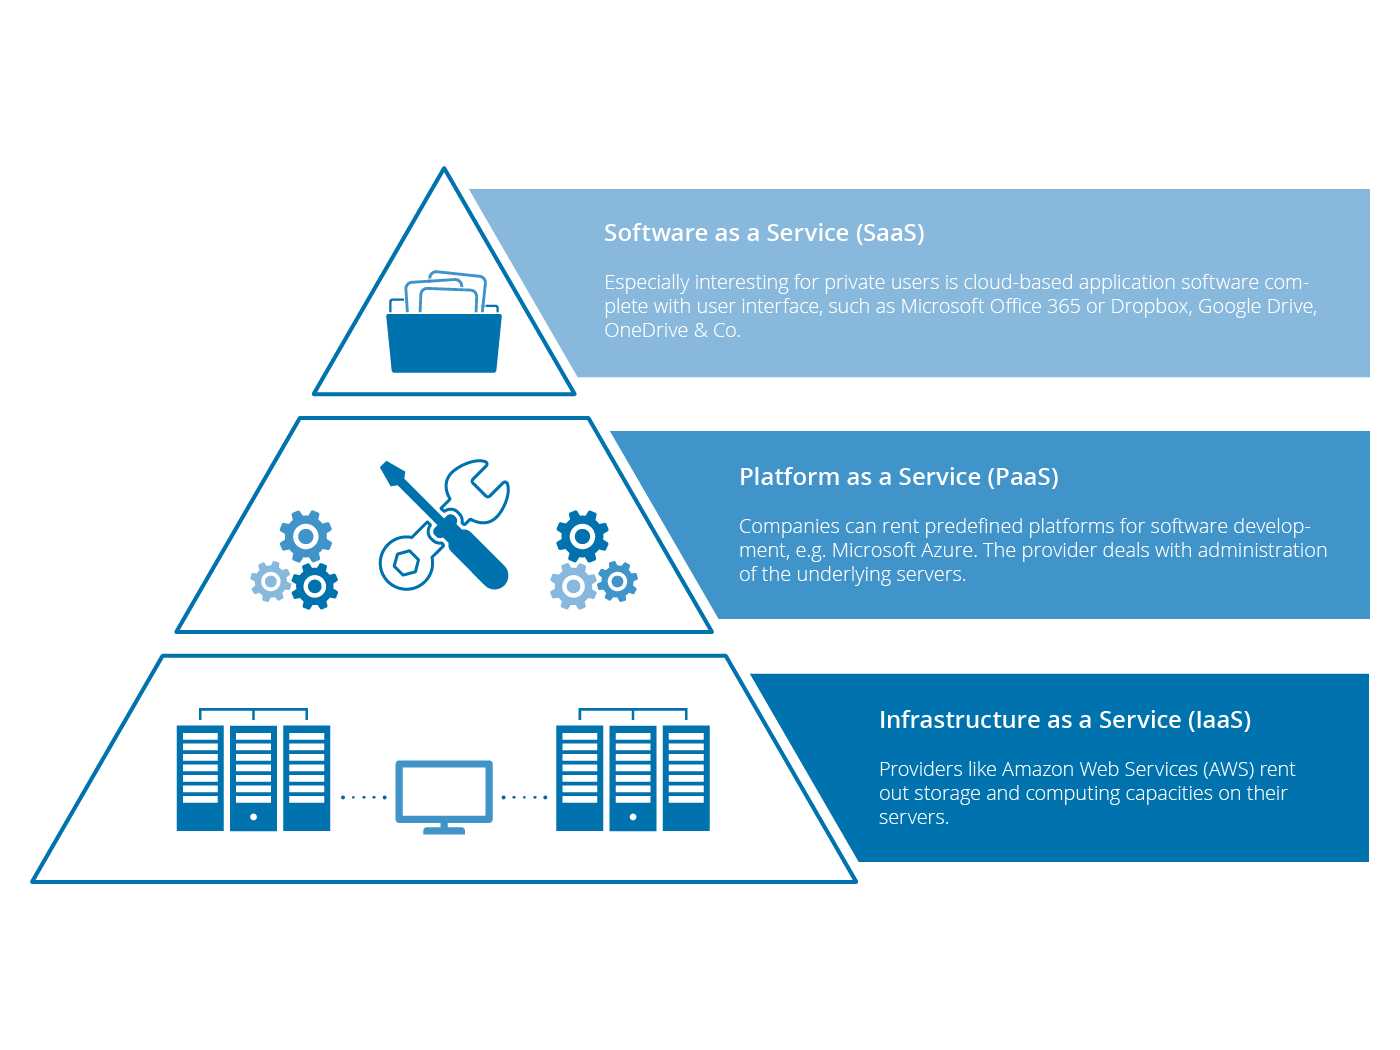 Software as a Service (SaaS)
Especially interesting for private users is cloud-based application software com-
plete with user interface, such as Microsoft Office 365 or Dropbox, Google Drive,
OneDrive & Co.
Platform as a Service (PaaS)
Companies can rent predefined platforms for software develop-
ment, e.g. Microsoft Azure. The provider deals with administration
of the underlying servers.
Infrastructure as a Service (IaaS)
Providers like Amazon Web Services (AWS) rent
out storage and computing capacities on their
servers.